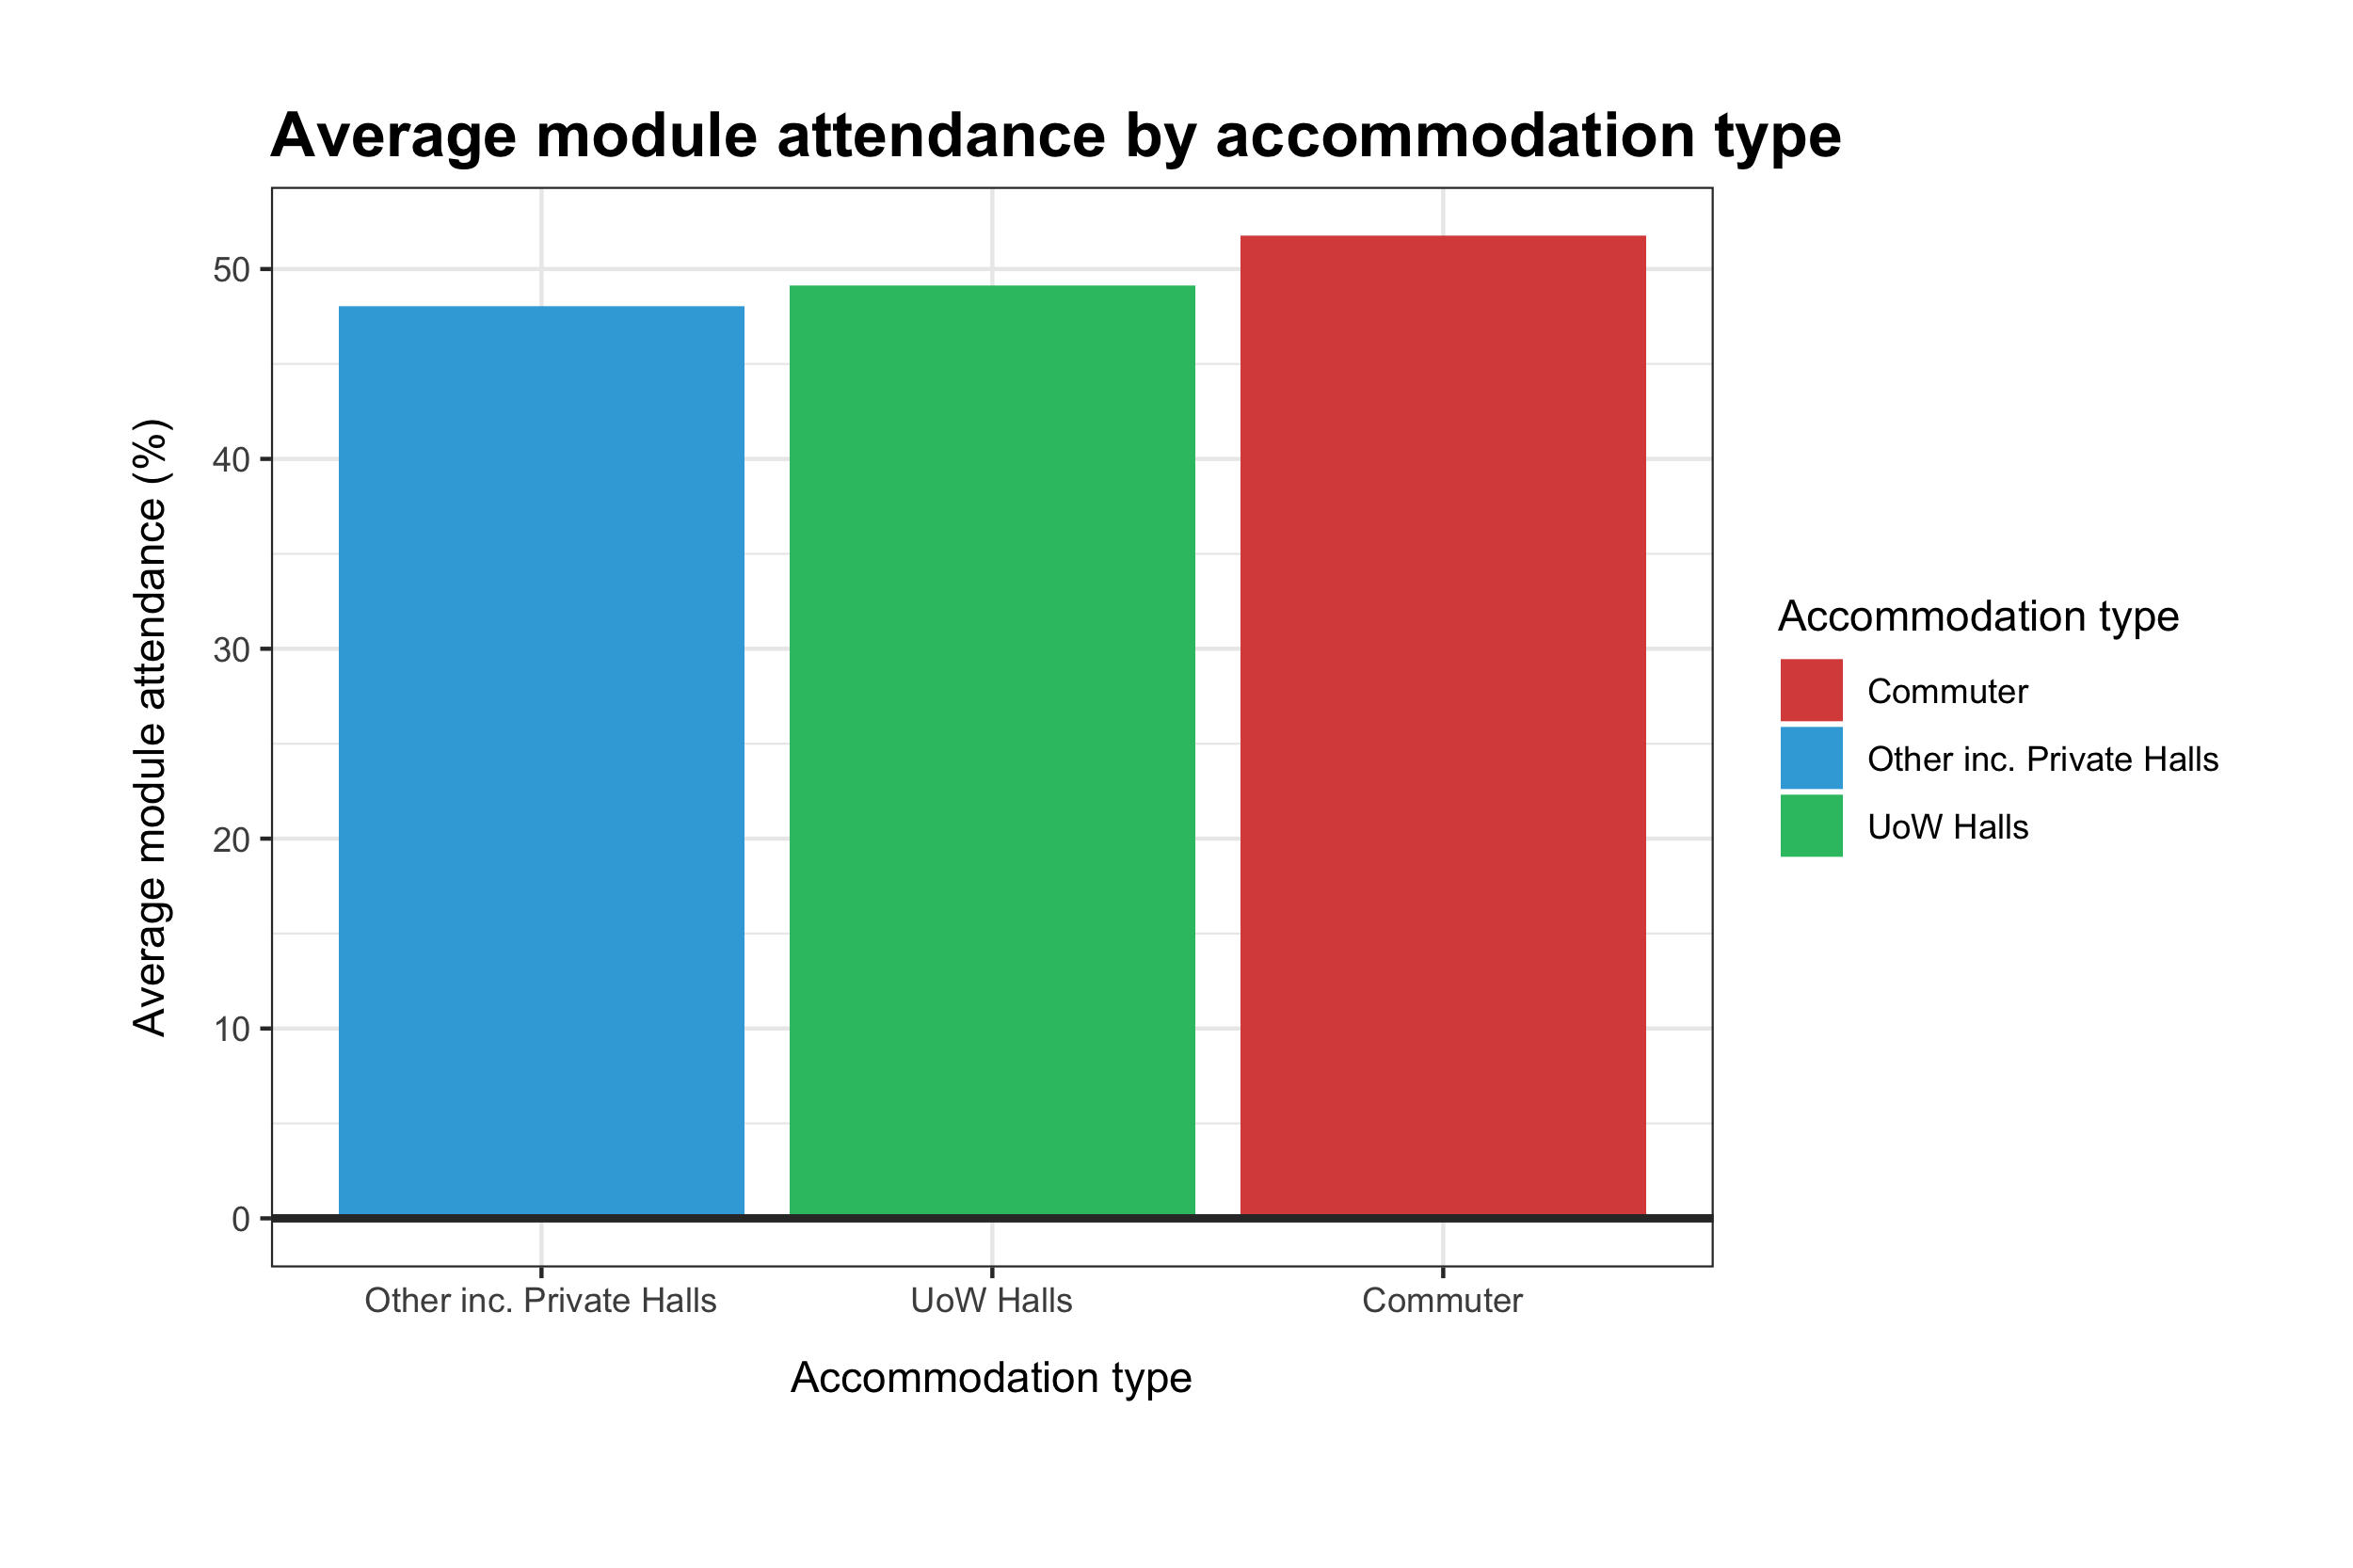 Average module attendance by accommodation type
Average module attendance (%)
50
40
30
20
10
0
Other inc. Private Halls
UoW Halls
Commuter
Accommodation type
Accommodation type
Commuter
Other inc. Private Halls
UoW Halls